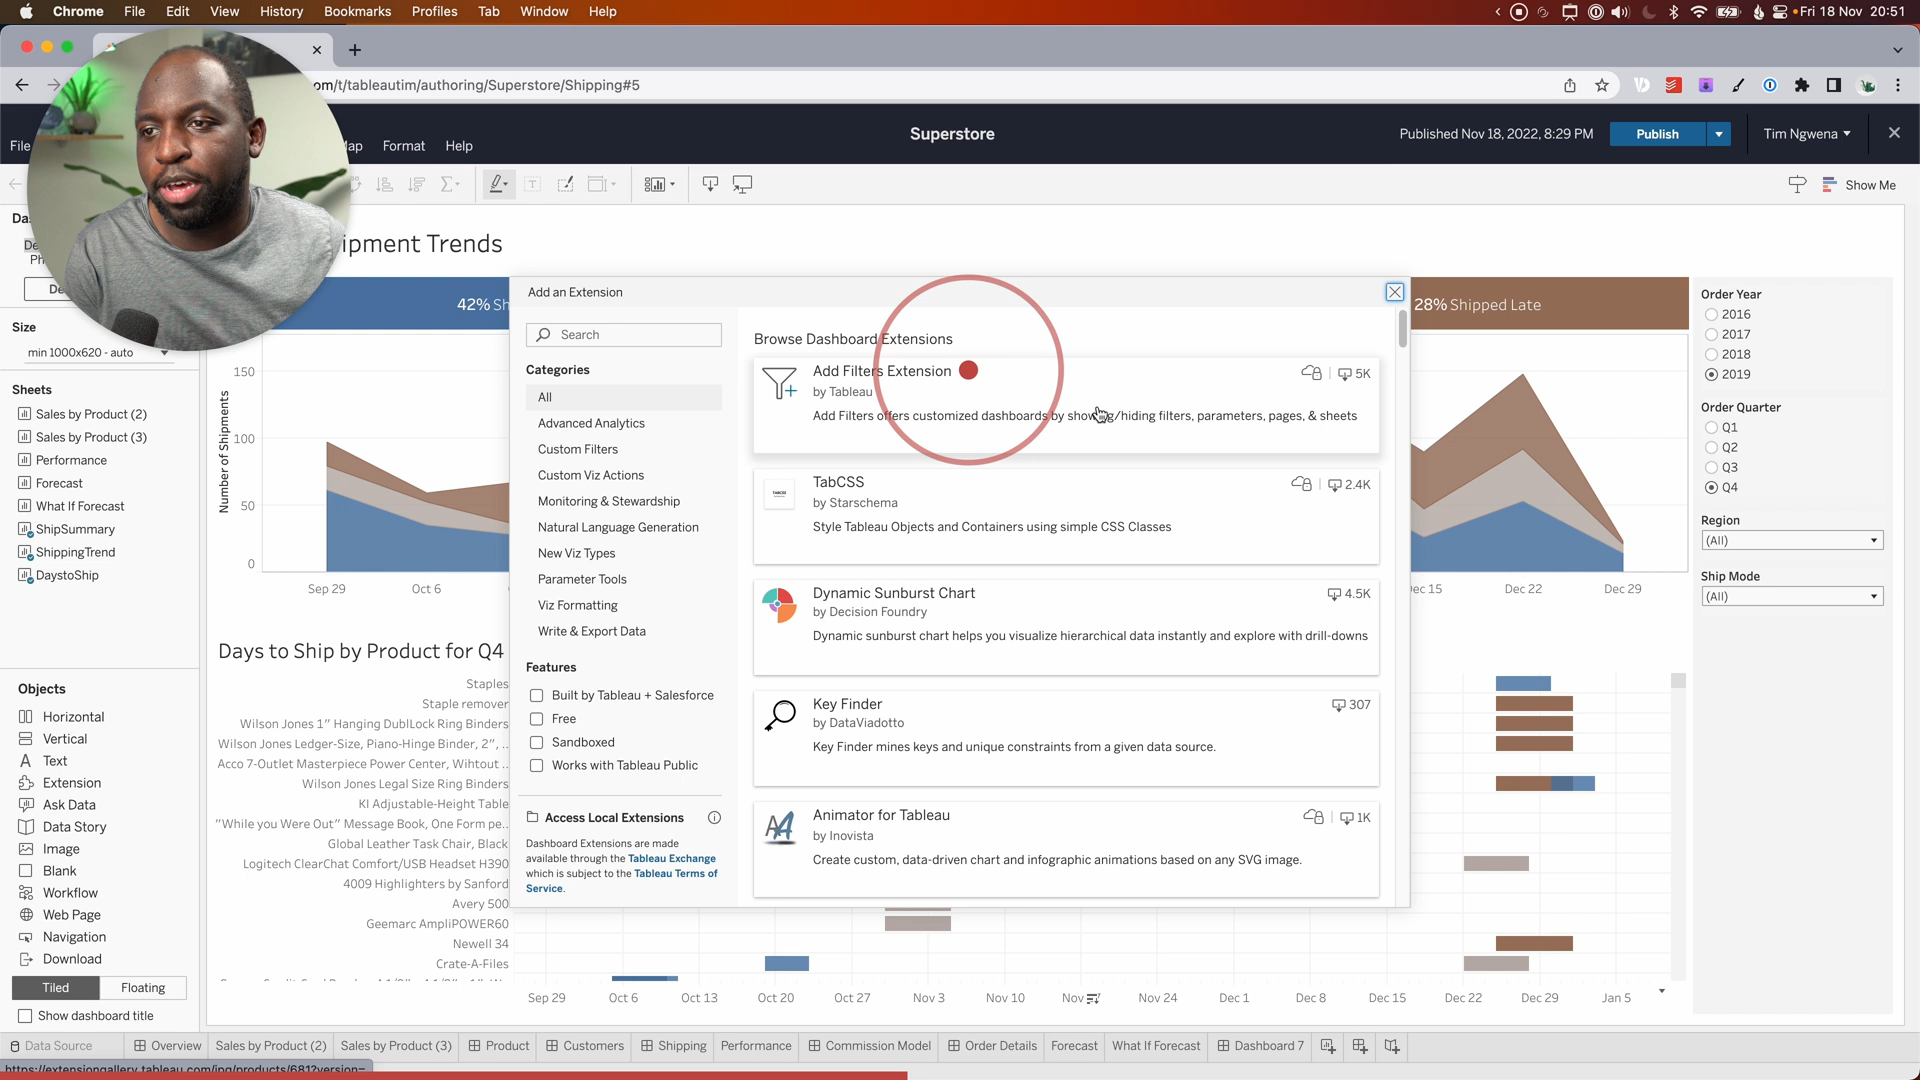 Chrome File Edit View History Bookmarks Profiles Tab Window Help
Fri 18 Nov 20:51
om/t/tableautim/authoring/Superstore/Shipping#5
Superstore
Published Nov 18, 2022, 8:29 PM
Publish
Tim Ngwena
File
Format Help
Show Me
Size
min 1000x620 - auto
Sheets
Sales by Product (2)
Sales by Product (3)
Performance
Forecast
What If Forecast
ShipSummary
ShippingTrend
DaystoShip
Objects
Horizontal
Vertical
Text
Extension
Ask Data
Data Story
Image
Blank
Workflow
Web Page
Navigation
Download
Tiled Floating
Show dashboard title
ipment Trends
42% Sh
28% Shipped Late
Number of Shipments
150
100
50
0
Sep 29 Oct 6
ec 15 Dec 22 Dec 29
Days to Ship by Product for Q4
Staples
Staple remover
Wilson Jones 1” Hanging DublLock Ring Binders
Wilson Jones Ledger-Size, Piano-Hinge Binder, 2”, ..
Acco 7-Outlet Masterpiece Power Center, Wihtout ..
Wilson Jones Legal Size Ring Binders
KI Adjustable-Height Table
“While you Were Out” Message Book, One Form pe..
Global Leather Task Chair, Black
Logitech ClearChat Comfort/USB Headset H390
4009 Highlighters by Sanford
Avery 500
Geemarc AmpliPOWER60
Newell 34
Crate-A-Files
Sep 29 Oct 6 Oct 13 Oct 20 Oct 27 Nov 3 Nov 10 Nov Nov 24 Dec 1 Dec 8 Dec 15 Dec 22 Dec 29 Jan 5
Add an Extension
Search
Categories
All
Advanced Analytics
Custom Filters
Custom Viz Actions
Monitoring & Stewardship
Natural Language Generation
New Viz Types
Parameter Tools
Viz Formatting
Write & Export Data
Features
Built by Tableau + Salesforce
Free
Sandboxed
Works with Tableau Public
Access Local Extensions
Dashboard Extensions are made
available through the Tableau Exchange
which is subject to the Tableau Terms of
Service.
Browse Dashboard Extensions
Add Filters Extension
5K
by Tableau
Add Filters offers customized dashboards by showing/hiding filters, parameters, pages, & sheets
TabCSS
2.4K
by Starschema
Style Tableau Objects and Containers using simple CSS Classes
Dynamic Sunburst Chart
4.5K
by Decision Foundry
Dynamic sunburst chart helps you visualize hierarchical data instantly and explore with drill-downs
Key Finder
307
by DataViadotto
Key Finder mines keys and unique constraints from a given data source.
Animator for Tableau
1K
by Inovista
Create custom, data-driven chart and infographic animations based on any SVG image.
Order Year
2016
2017
2018
2019
Order Quarter
Q1
Q2
Q3
Q4
Region
(All)
Ship Mode
(All)
Data Source Overview Sales by Product (2) Sales by Product (3) Product Customers Shipping Performance Commission Model Order Details Forecast What If Forecast Dashboard 7
https://extensiongallery.tableau.com/jpg/products/681?version=